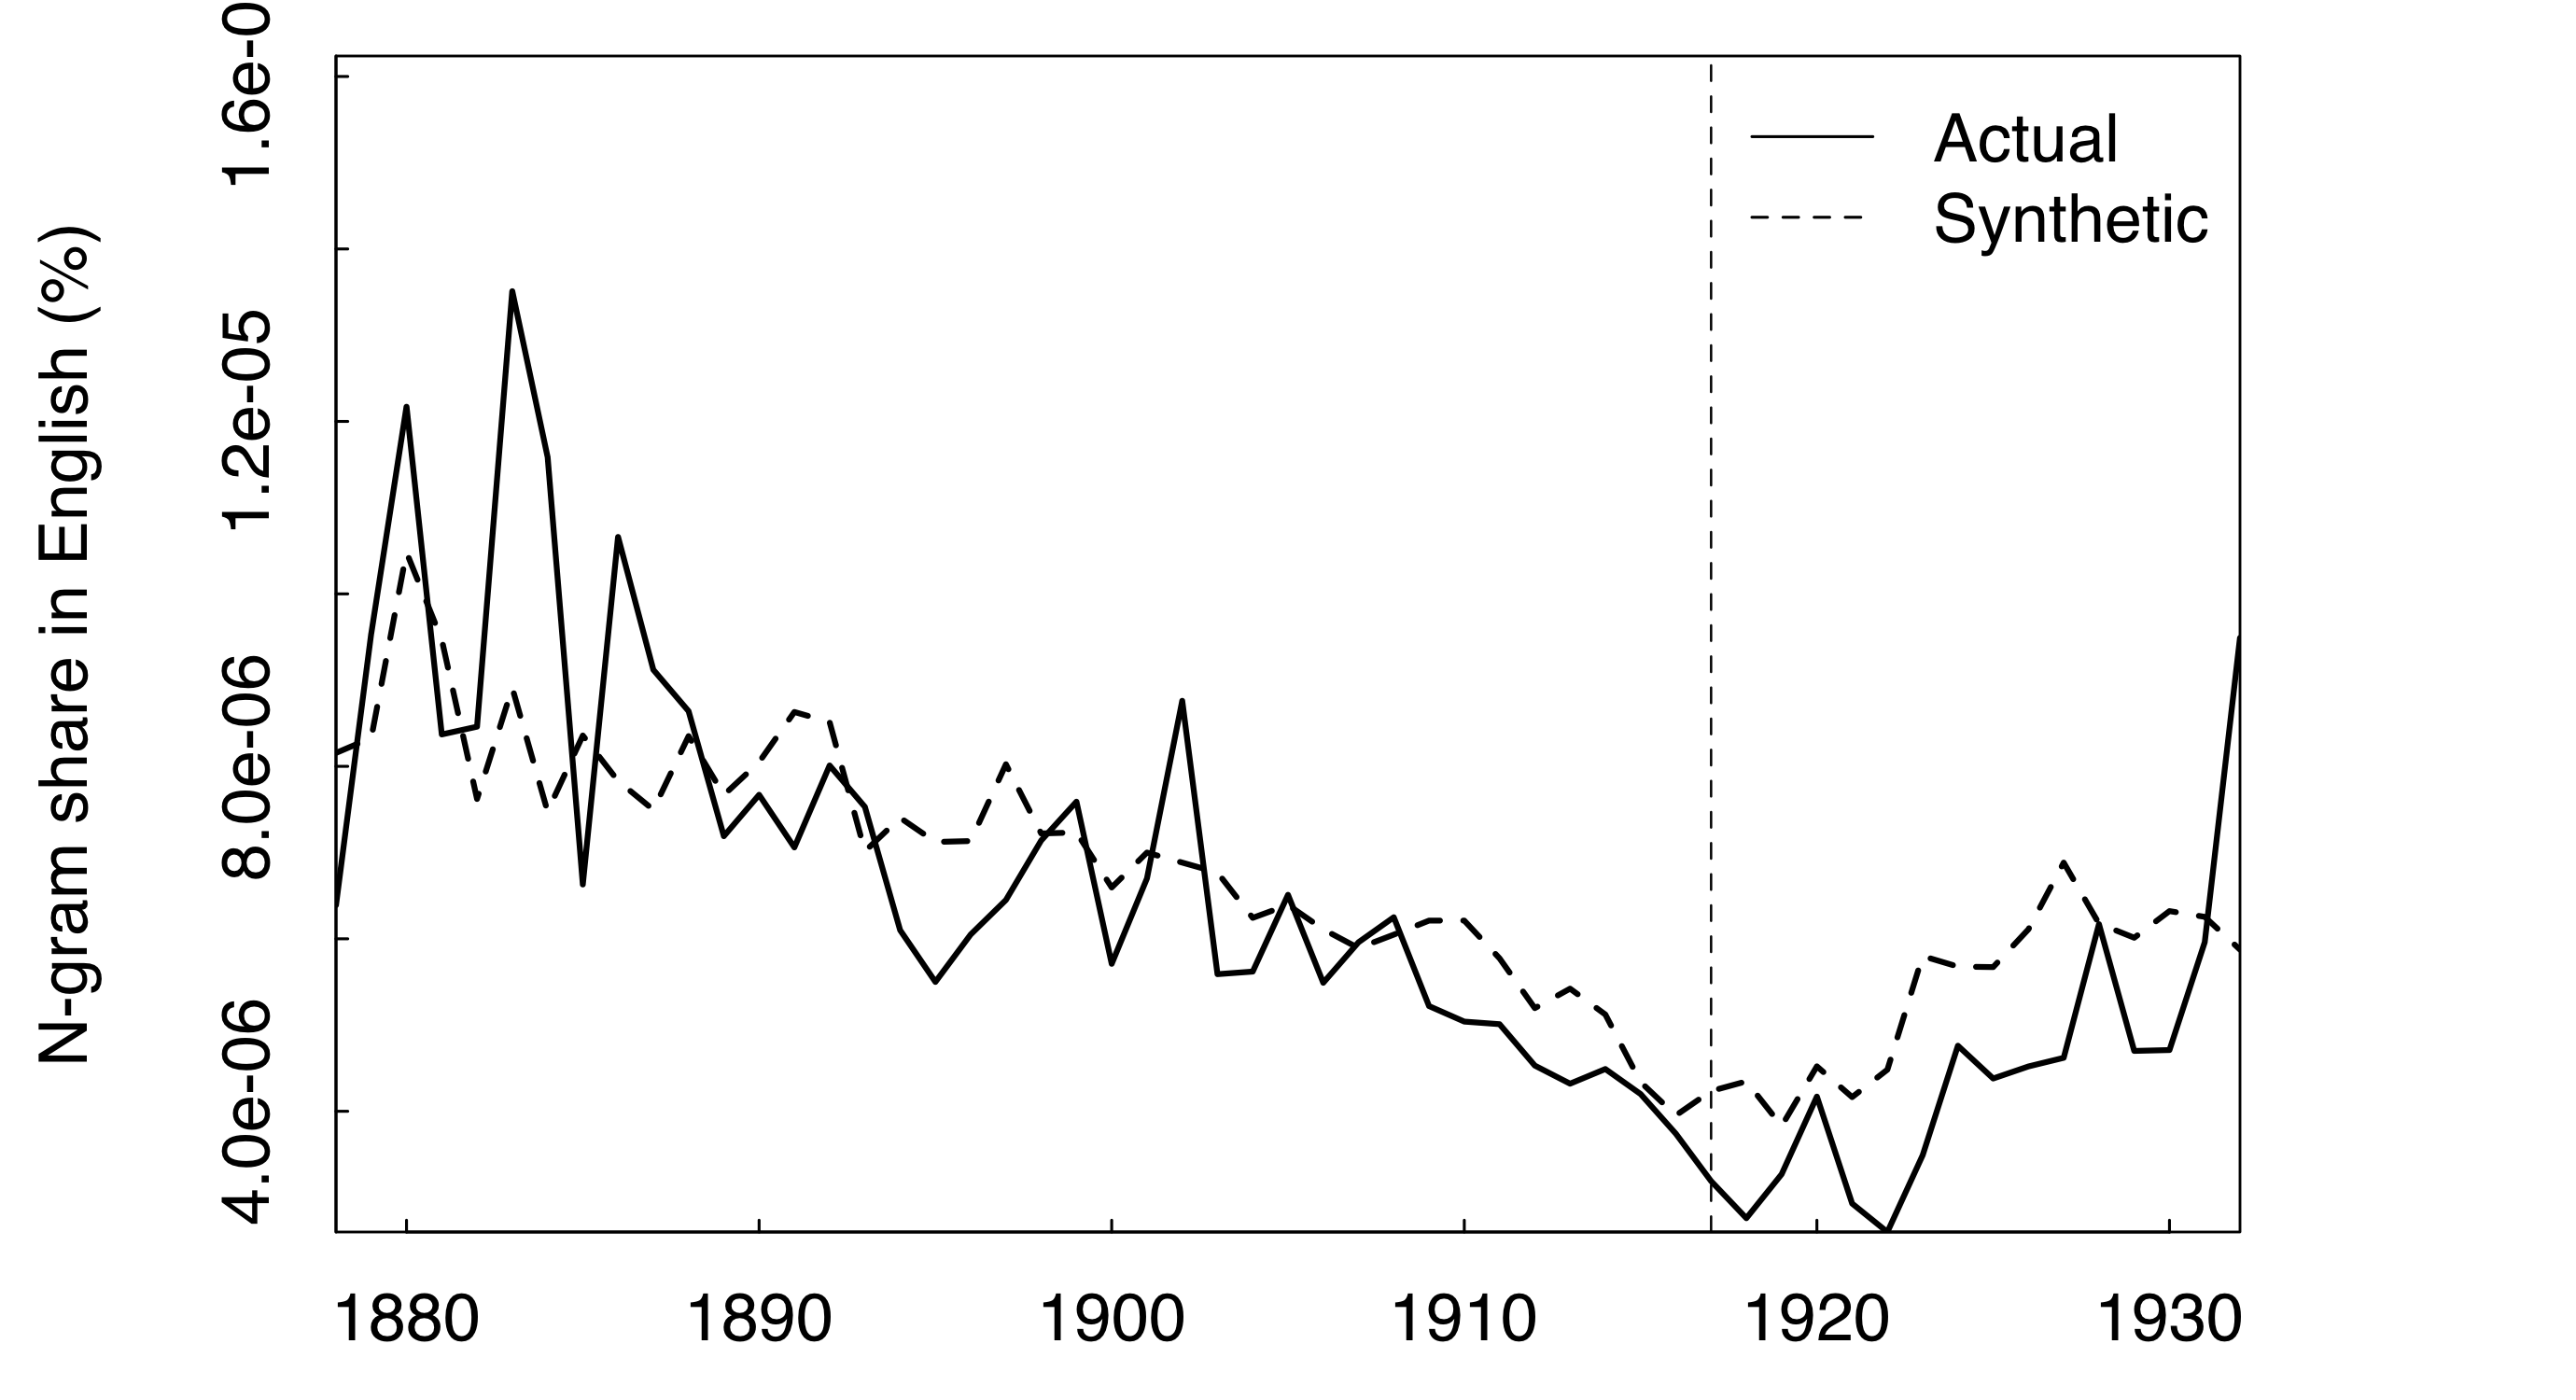 N-gram share in English (%)
1.6e-0
1.2e-05
8.0e-06
4.0e-06
Actual
Synthetic
1880 1890 1900 1910 1920 1930